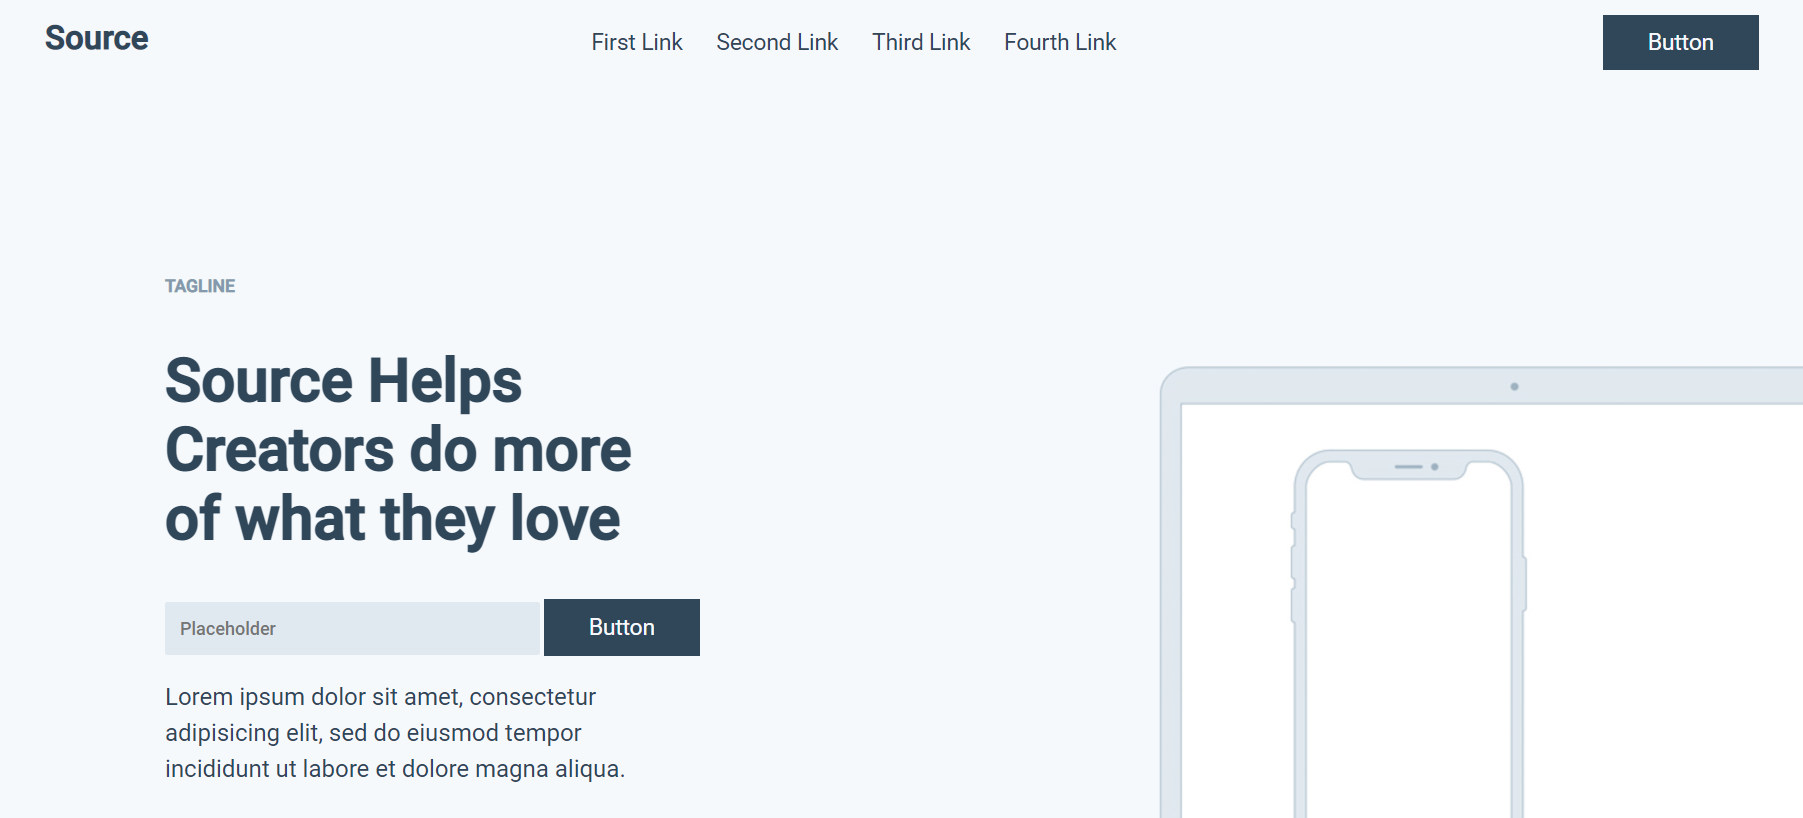 Source
First Link Second Link Third Link Fourth Link
Button
TAGLINE
Source Helps
Creators do more
of what they love
Placeholder
Button
Lorem ipsum dolor sit amet, consectetur
adipisicing elit, sed do eiusmod tempor
incididunt ut labore et dolore magna aliqua.